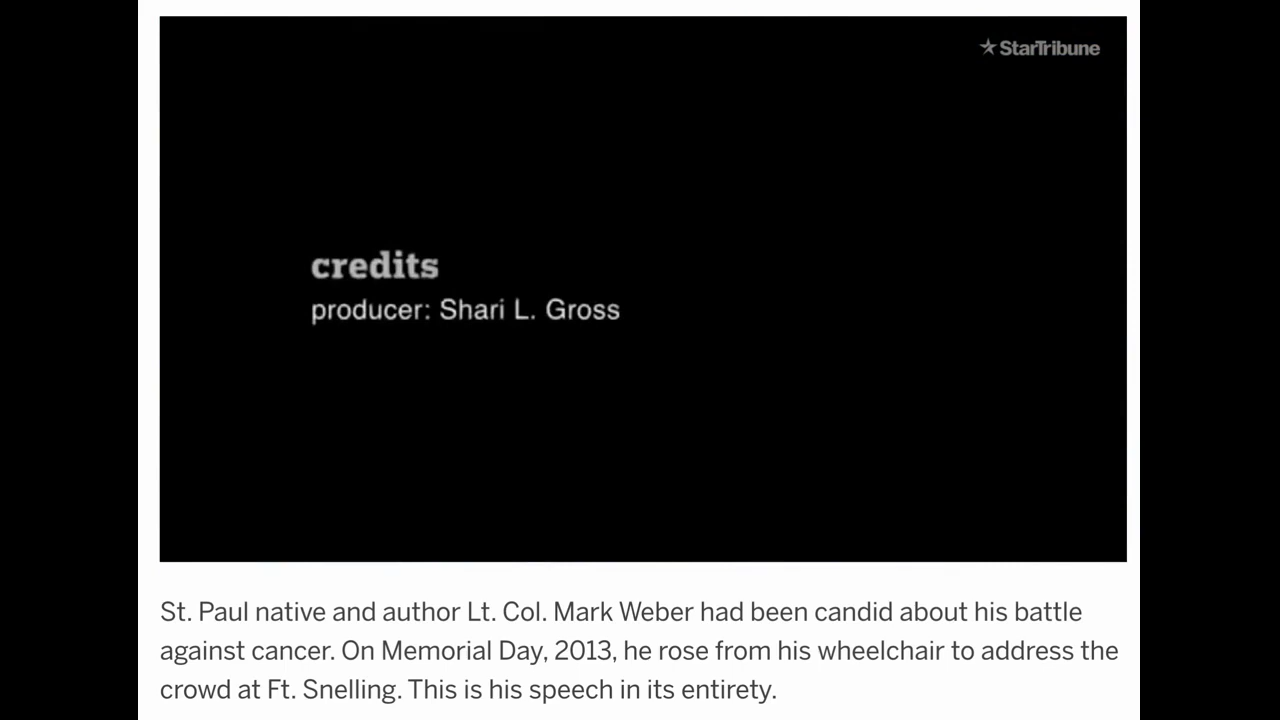 StarTribune
credits
producer: Shari L. Gross
St. Paul native and author Lt. Col. Mark Weber had been candid about his battle
against cancer. On Memorial Day, 2013, he rose from his wheelchair to address the
crowd at Ft. Snelling. This is his speech in its entirety.